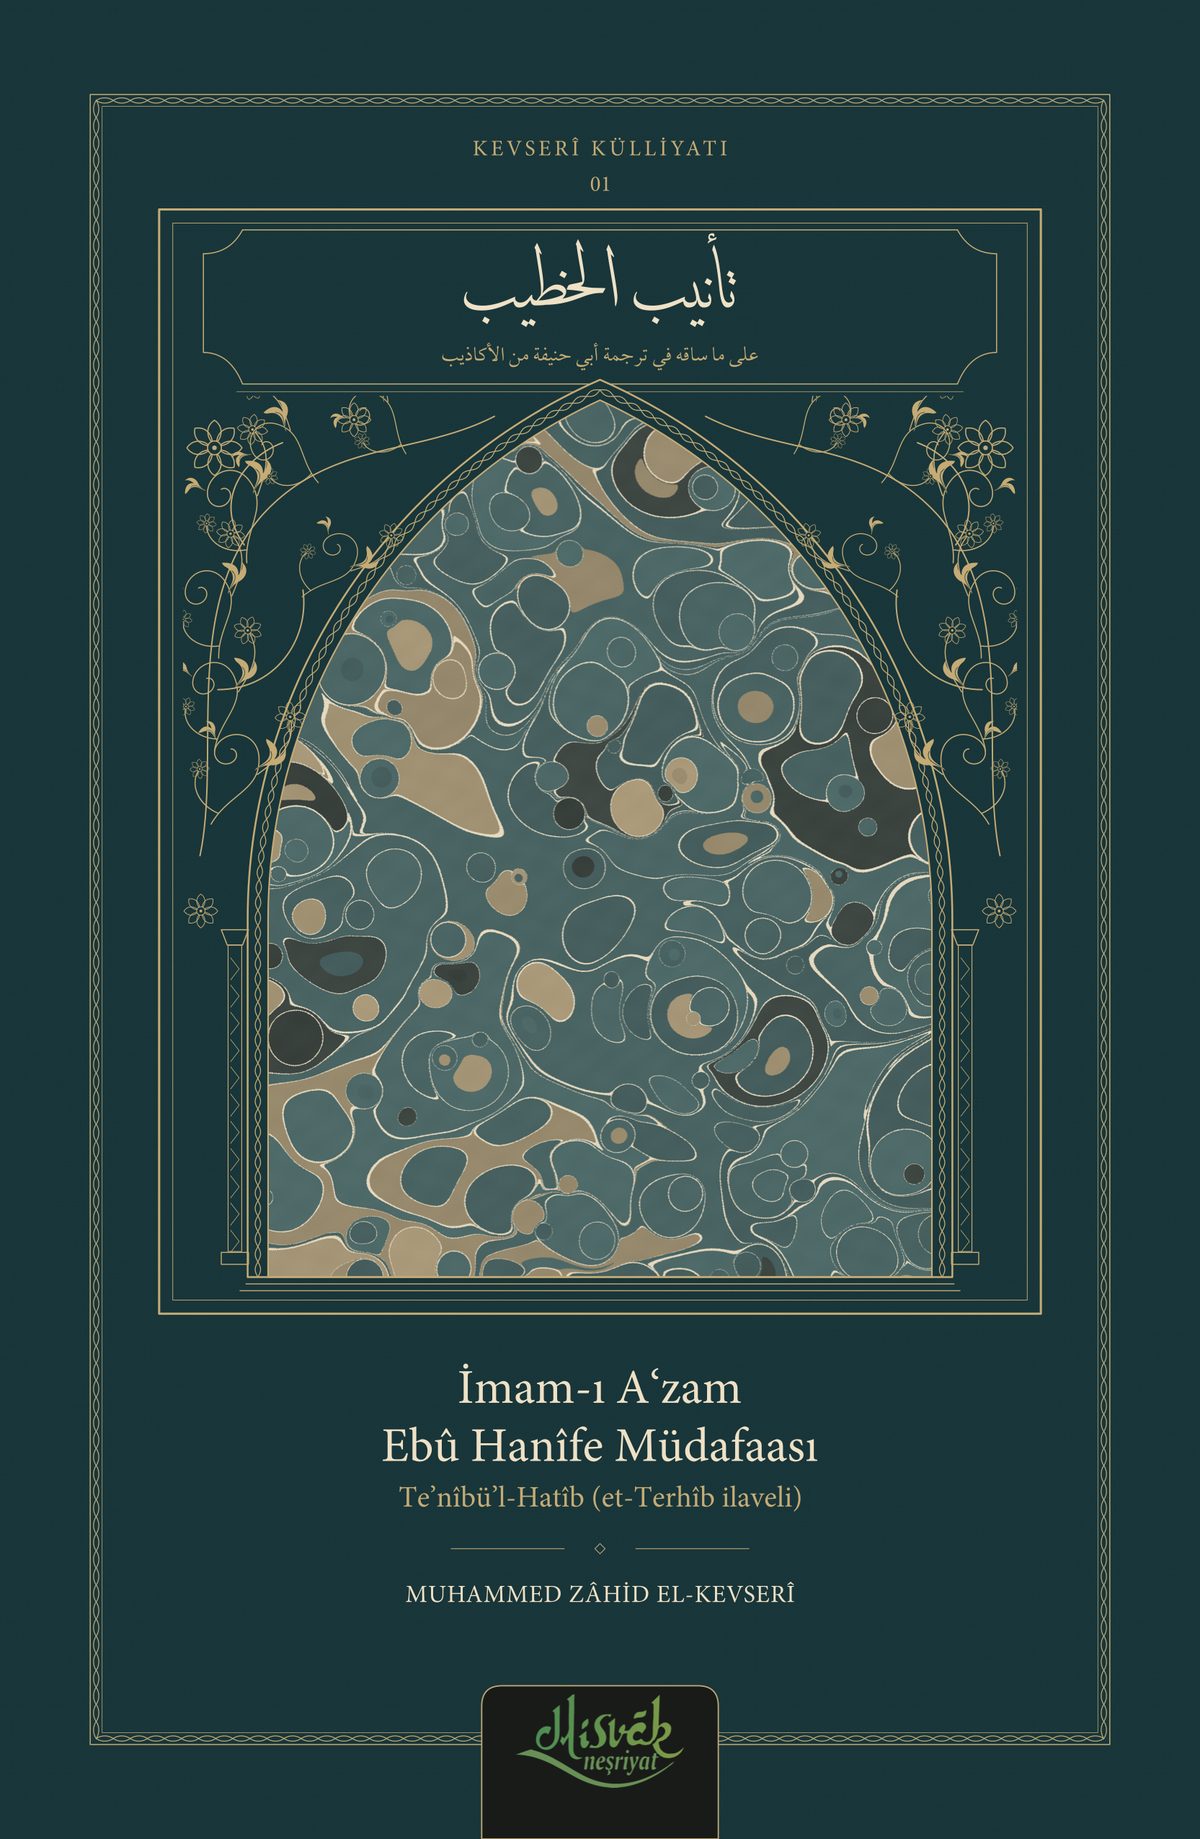 KEVSERÎ KÜLLİYATI
01
تأنيب الخطيب
على ما ساقه في ترجمة أبي حنيفة من الأكاذيب
İmam-ı A‘zam
Ebû Hanîfe Müdafaası
Te’nîbü’l-Hatîb (et-Terhîb ilaveli)
MUHAMMED ZÂHİD EL-KEVSERÎ
Misvâk
neşriyat